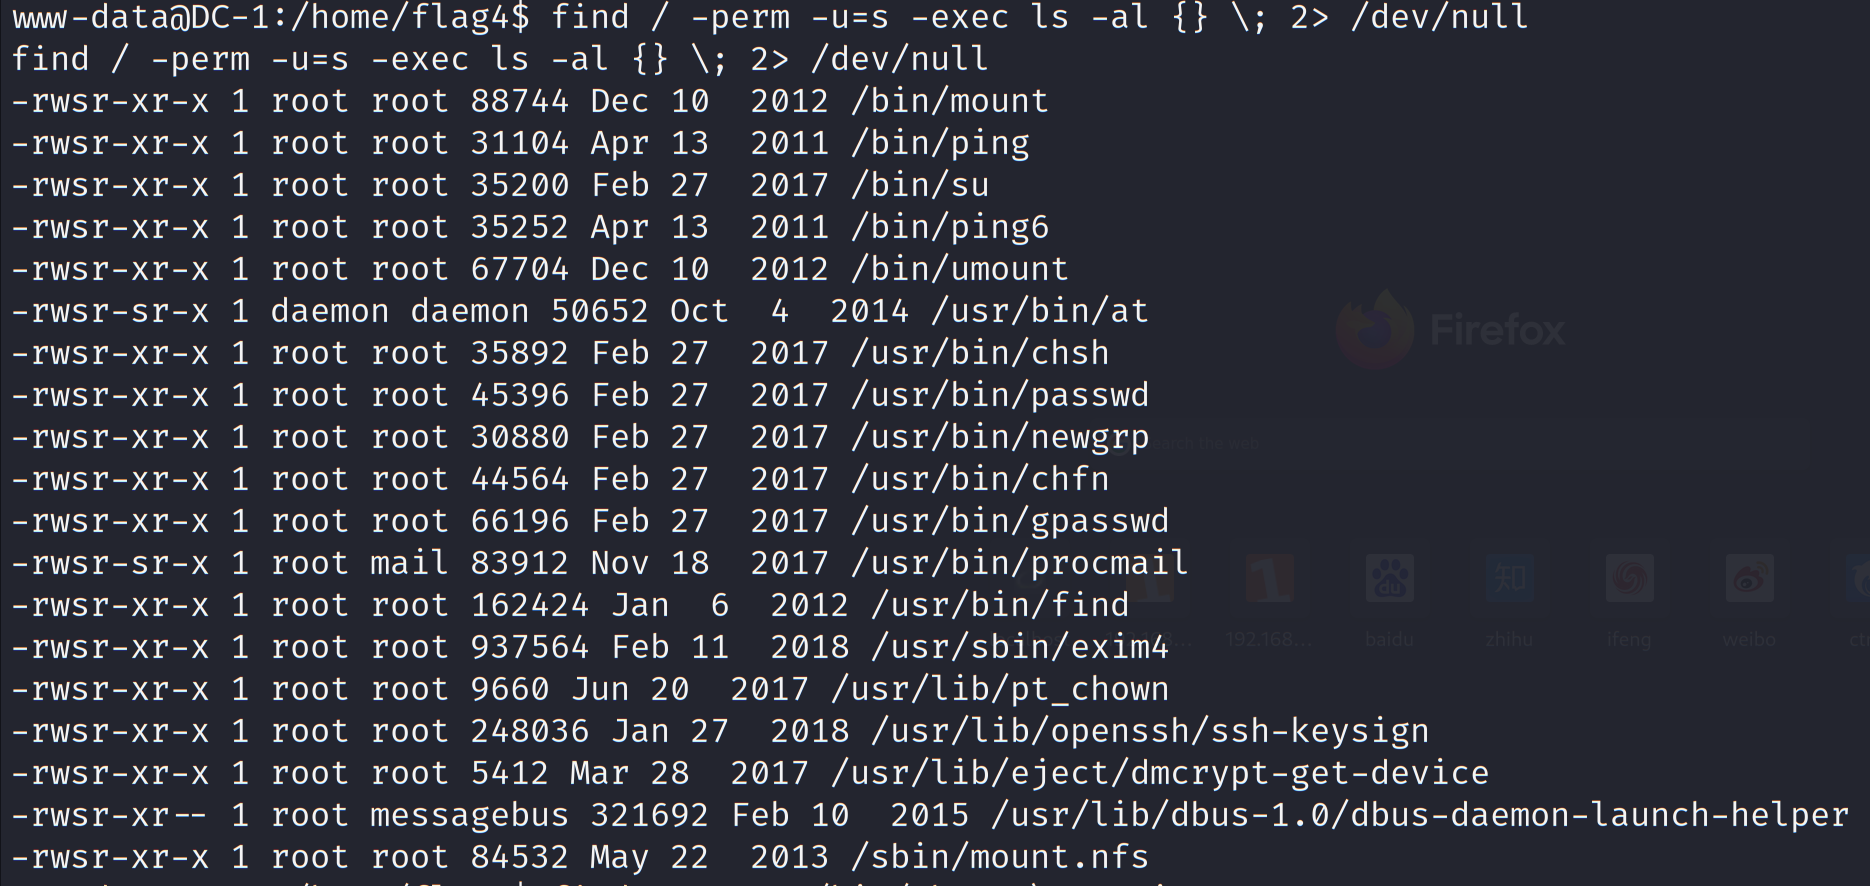 www-data@DC-1:/home/flag4$ find / -perm -u=s -exec ls -al {} \; 2> /dev/null
find / -perm -u=s -exec ls -al {} \; 2> /dev/null
-rwsr-xr-x 1 root root 88744 Dec 10  2012 /bin/mount
-rwsr-xr-x 1 root root 31104 Apr 13  2011 /bin/ping
-rwsr-xr-x 1 root root 35200 Feb 27  2017 /bin/su
-rwsr-xr-x 1 root root 35252 Apr 13  2011 /bin/ping6
-rwsr-xr-x 1 root root 67704 Dec 10  2012 /bin/umount
-rwsr-sr-x 1 daemon daemon 50652 Oct  4  2014 /usr/bin/at
Firefox
-rwsr-xr-x 1 root root 35892 Feb 27  2017 /usr/bin/chsh
-rwsr-xr-x 1 root root 45396 Feb 27  2017 /usr/bin/passwd
-rwsr-xr-x 1 root root 30880 Feb 27  2017 /usr/bin/newgrp
the web
-rwsr-xr-x 1 root root 44564 Feb 27  2017 /usr/bin/chfn
-rwsr-xr-x 1 root root 66196 Feb 27  2017 /usr/bin/gpasswd
-rwsr-sr-x 1 root mail 83912 Nov 18  2017 /usr/bin/procmail
du 知
-rwsr-xr-x 1 root root 162424 Jan  6  2012 /usr/bin/find
-rwsr-xr-x 1 root root 937564 Feb 11  2018 /usr/sbin/exim4
192.168... baidu zhihu ifeng weibo
-rwsr-xr-x 1 root root 9660 Jun 20  2017 /usr/lib/pt_chown
-rwsr-xr-x 1 root root 248036 Jan 27  2018 /usr/lib/openssh/ssh-keysign
-rwsr-xr-x 1 root root 5412 Mar 28  2017 /usr/lib/eject/dmcrypt-get-device
-rwsr-xr-- 1 root messagebus 321692 Feb 10  2015 /usr/lib/dbus-1.0/dbus-daemon-launch-helper
-rwsr-xr-x 1 root root 84532 May 22  2013 /sbin/mount.nfs